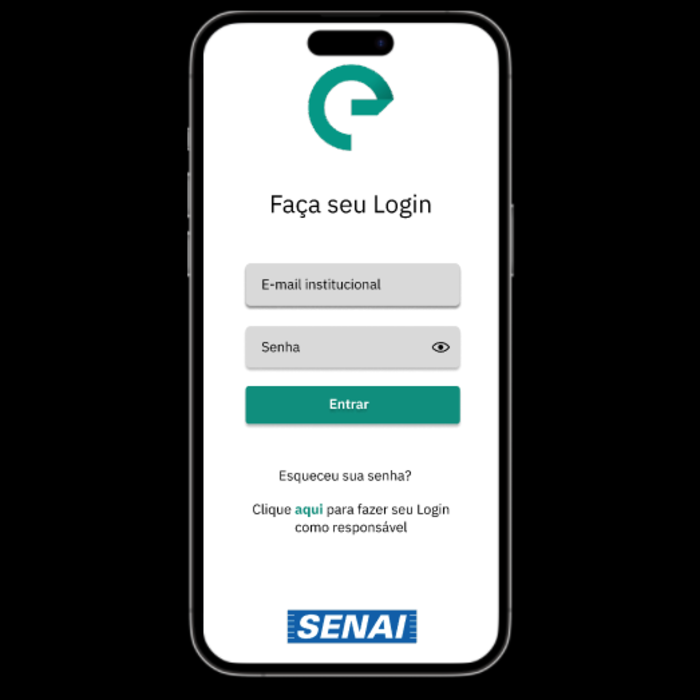 Faça seu Login
E-mail institucional
Senha
Entrar
Esqueceu sua senha?
Clique aqui para fazer seu Login
como responsável
SENAI